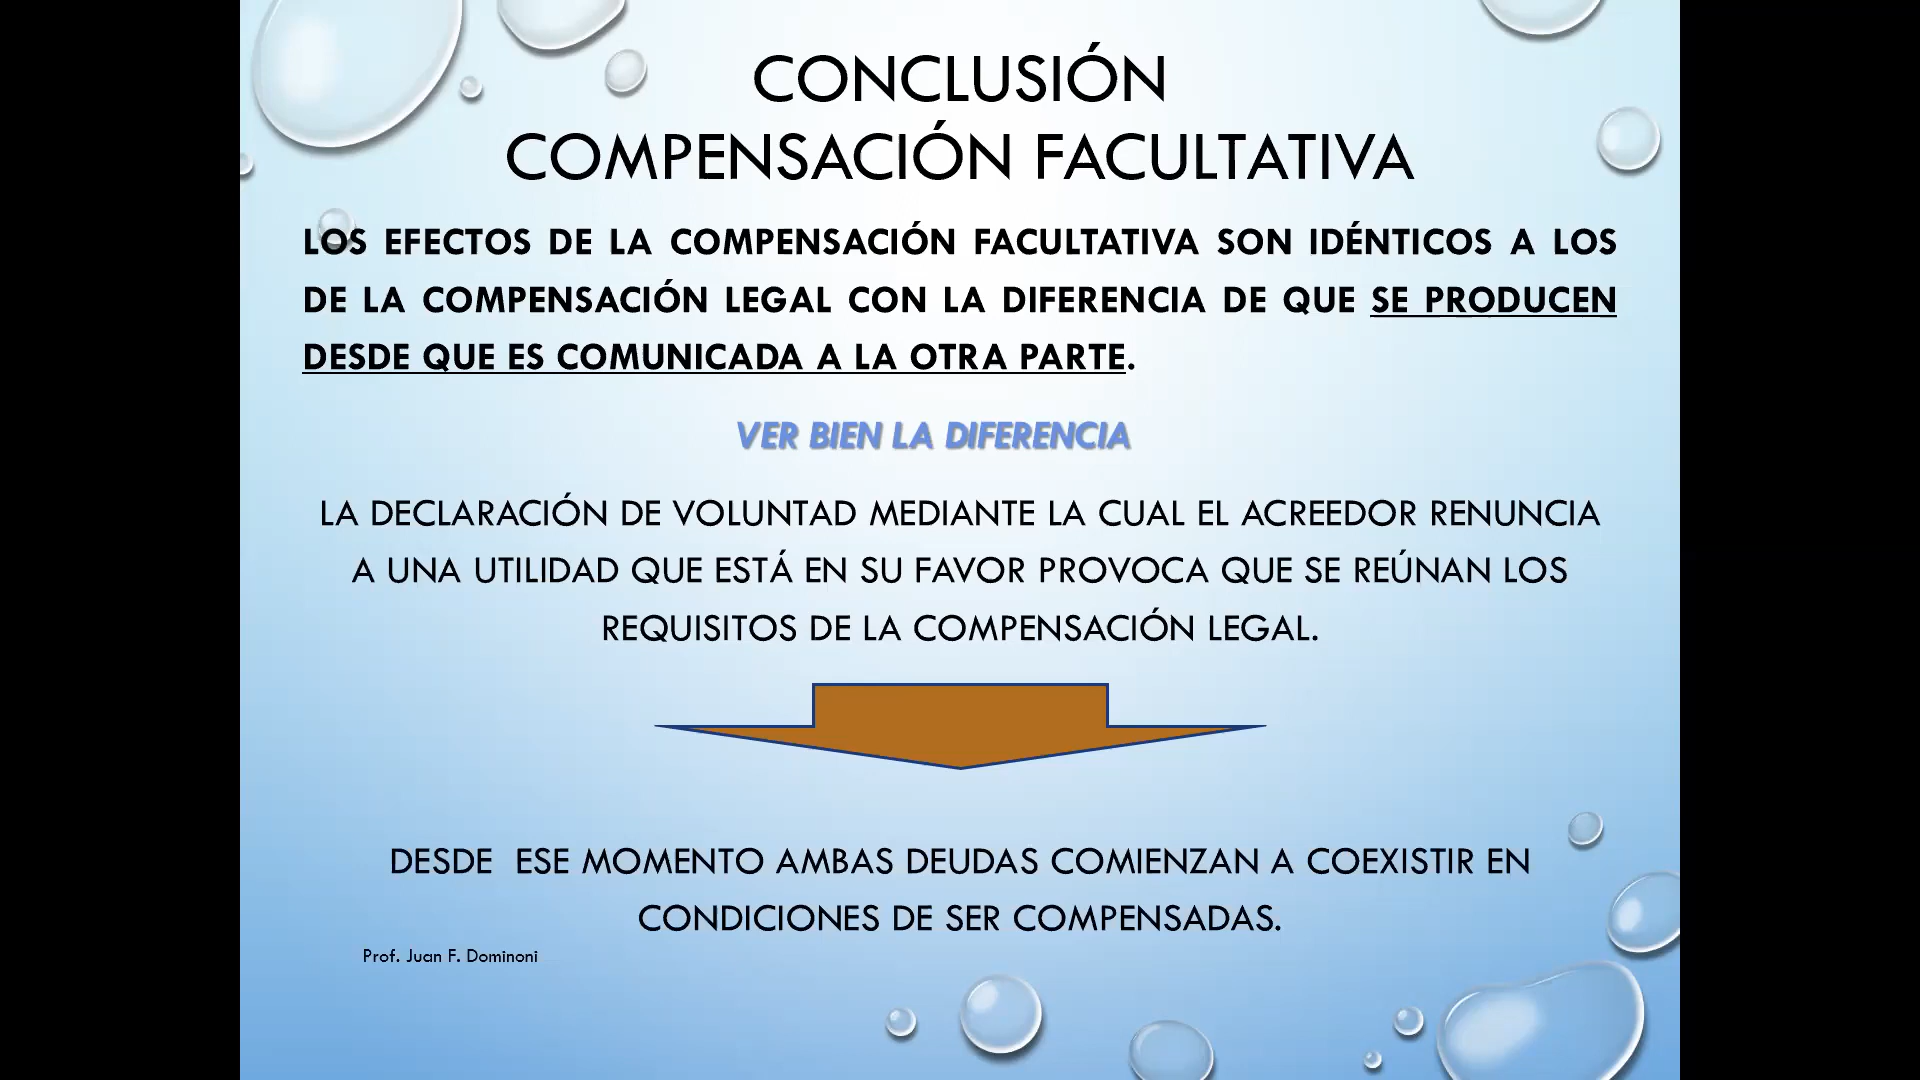 CONCLUSIÓN
COMPENSACIÓN FACULTATIVA
LOS EFECTOS DE LA COMPENSACIÓN FACULTATIVA SON IDÉNTICOS A LOS
DE LA COMPENSACIÓN LEGAL CON LA DIFERENCIA DE QUE SE PRODUCEN
DESDE QUE ES COMUNICADA A LA OTRA PARTE.
VER BIEN LA DIFERENCIA
LA DECLARACIÓN DE VOLUNTAD MEDIANTE LA CUAL EL ACREEDOR RENUNCIA
A UNA UTILIDAD QUE ESTÁ EN SU FAVOR PROVOCA QUE SE REÚNAN LOS
REQUISITOS DE LA COMPENSACIÓN LEGAL.
DESDE ESE MOMENTO AMBAS DEUDAS COMIENZAN A COEXISTIR EN
CONDICIONES DE SER COMPENSADAS.
Prof. Juan F. Dominoni